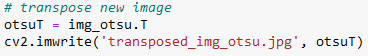 # transpose new image
otsuT = img_otsu.T
cv2.imwrite('transposed_img_otsu.jpg', otsuT)